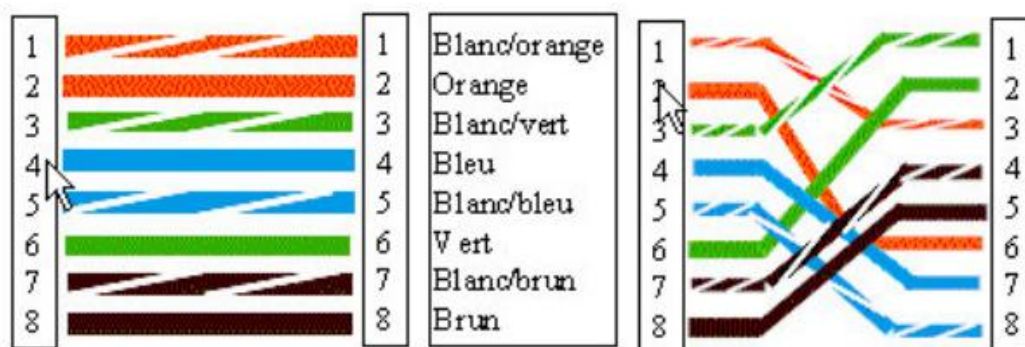 1 1 Blanc/orange 1 1
2 2 Orange 2 2
3 3 Blanc/vert 3 3
4 4 Bleu 4 4
5 5 Blanc/bleu 5 5
6 6 Vert 6 6
7 7 Blanc/brun 7 7
8 8 Brun 8 8